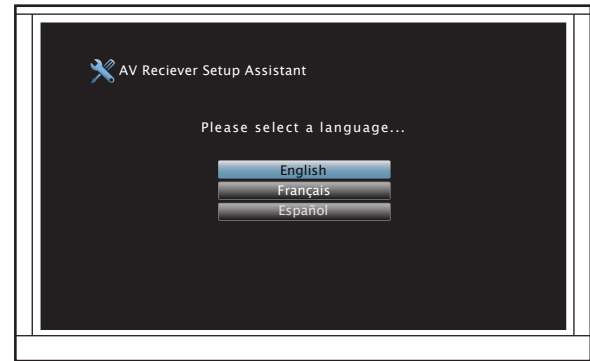 AV Reciever Setup Assistant
Please select a language...
English
Français
Español